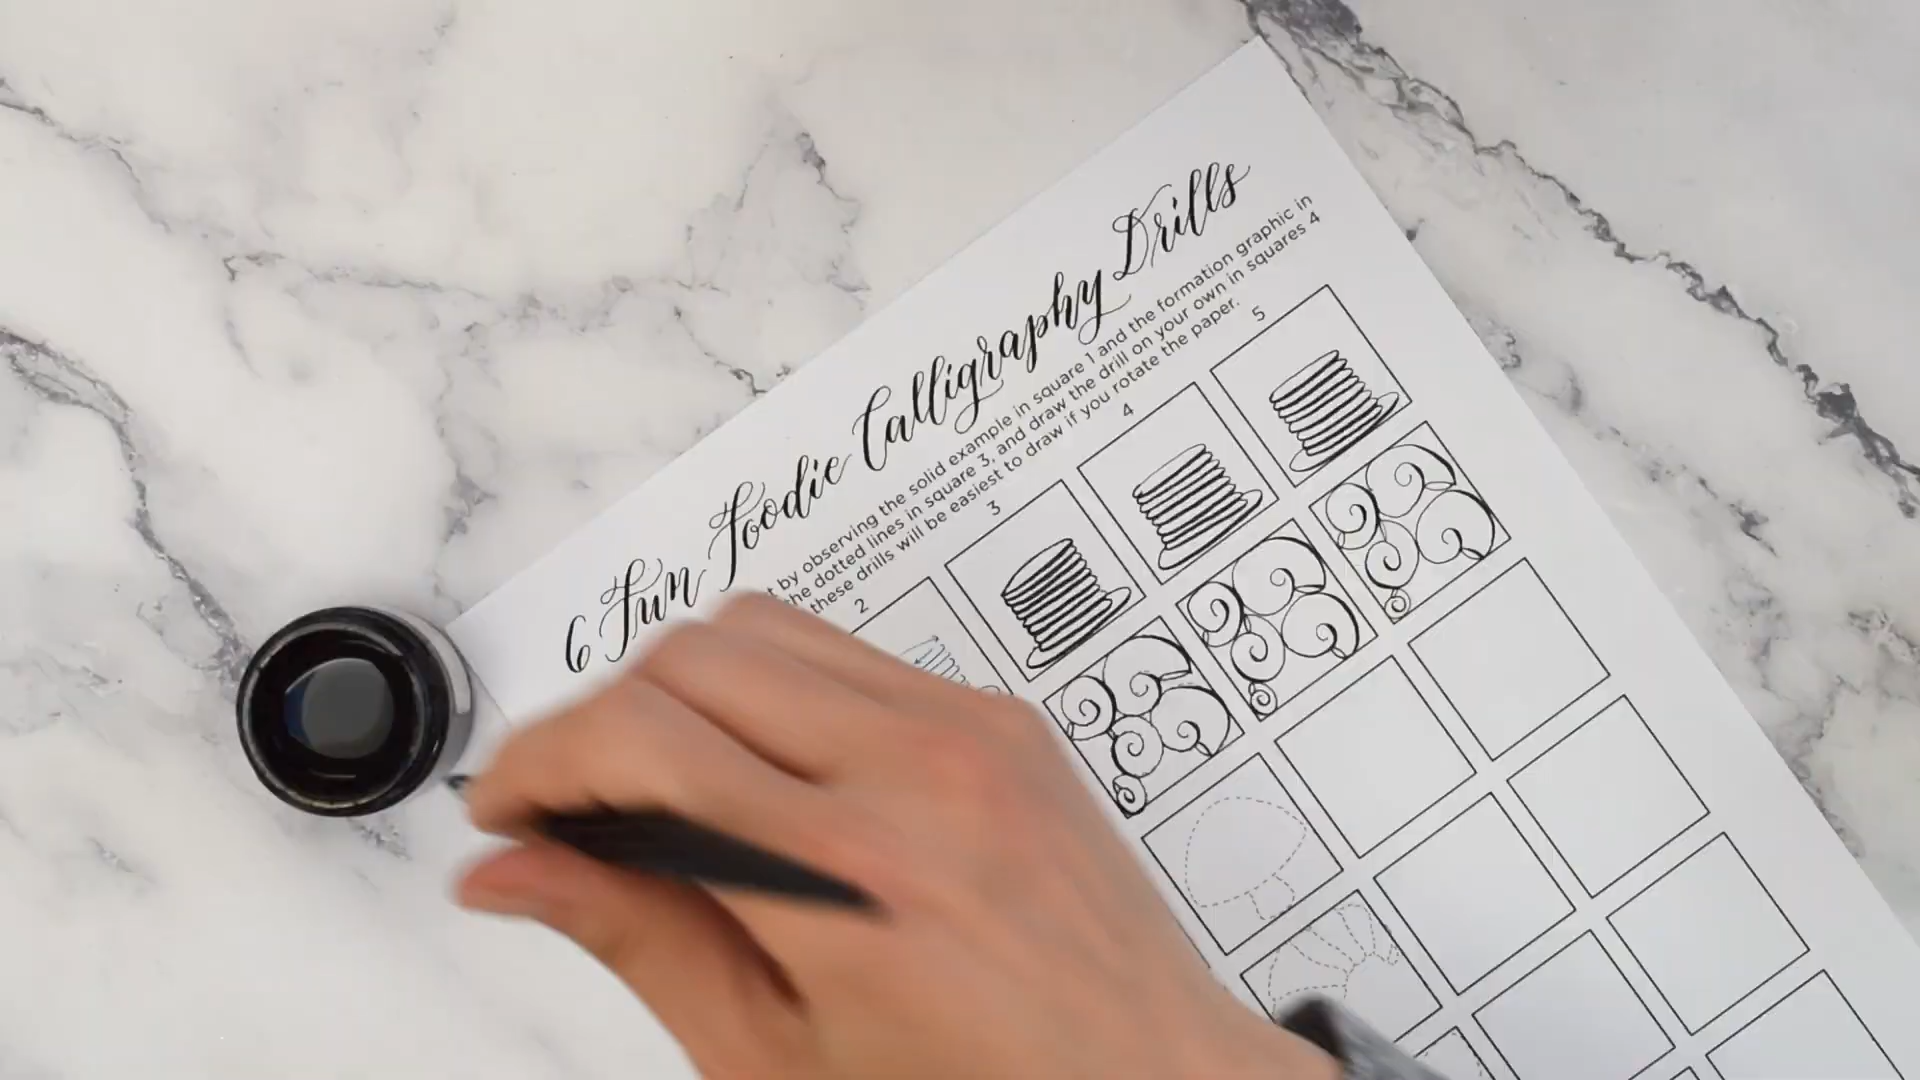 6 Fun Foodie Calligraphy Drills
by observing the solid example in square 1 and the formation graphic in
the dotted lines in square 3, and draw the drill on your own in squares 4
these drills will be easiest to draw if you rotate the paper.
2 3 4 5